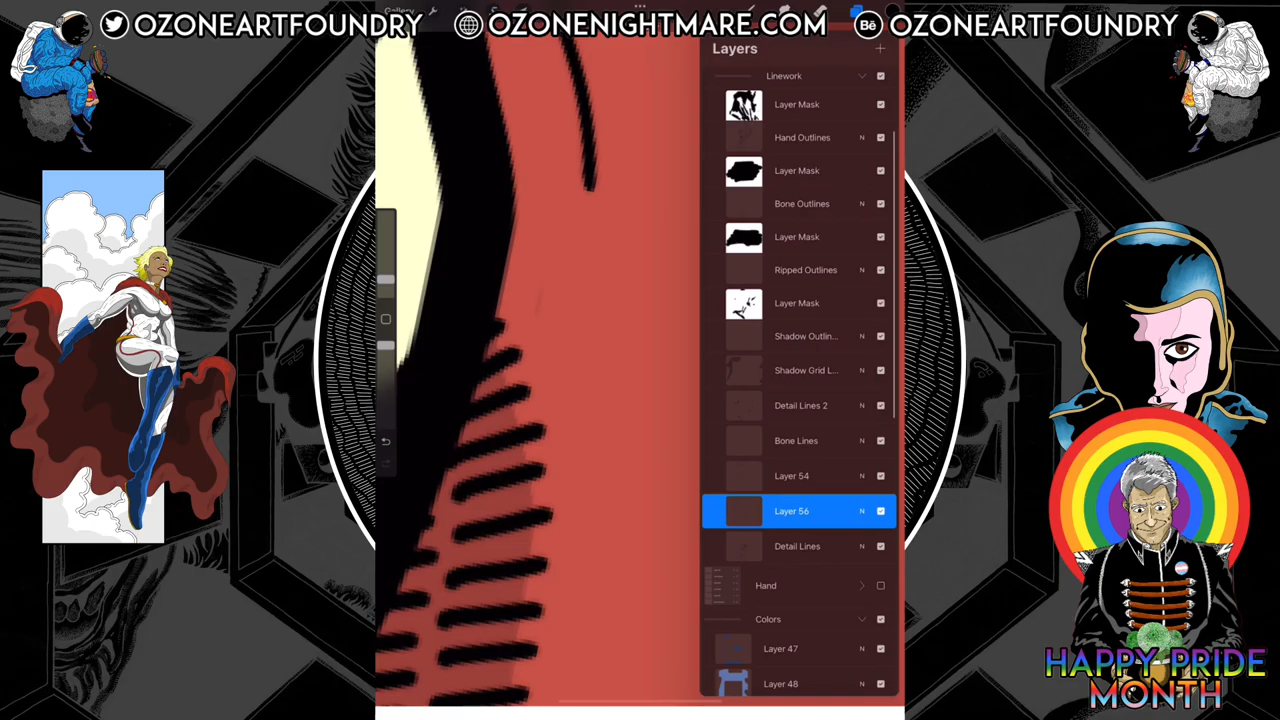 OZONEARTFOUNDRY
OZONENIGHTMARE.COM
Bē OZONEARTFOUNDRY
Gallery
Layers
Linework
Layer Mask
Hand Outlines N
Layer Mask
Bone Outlines N
Layer Mask
Ripped Outlines N
Layer Mask
Shadow Outlin... N
Shadow Grid L... N
Detail Lines 2 N
Bone Lines N
Layer 54 N
Layer 56 N
Detail Lines N
Hand
Colors
Layer 47 N
Layer 48 N
HAPPY PRIDE
MONTH